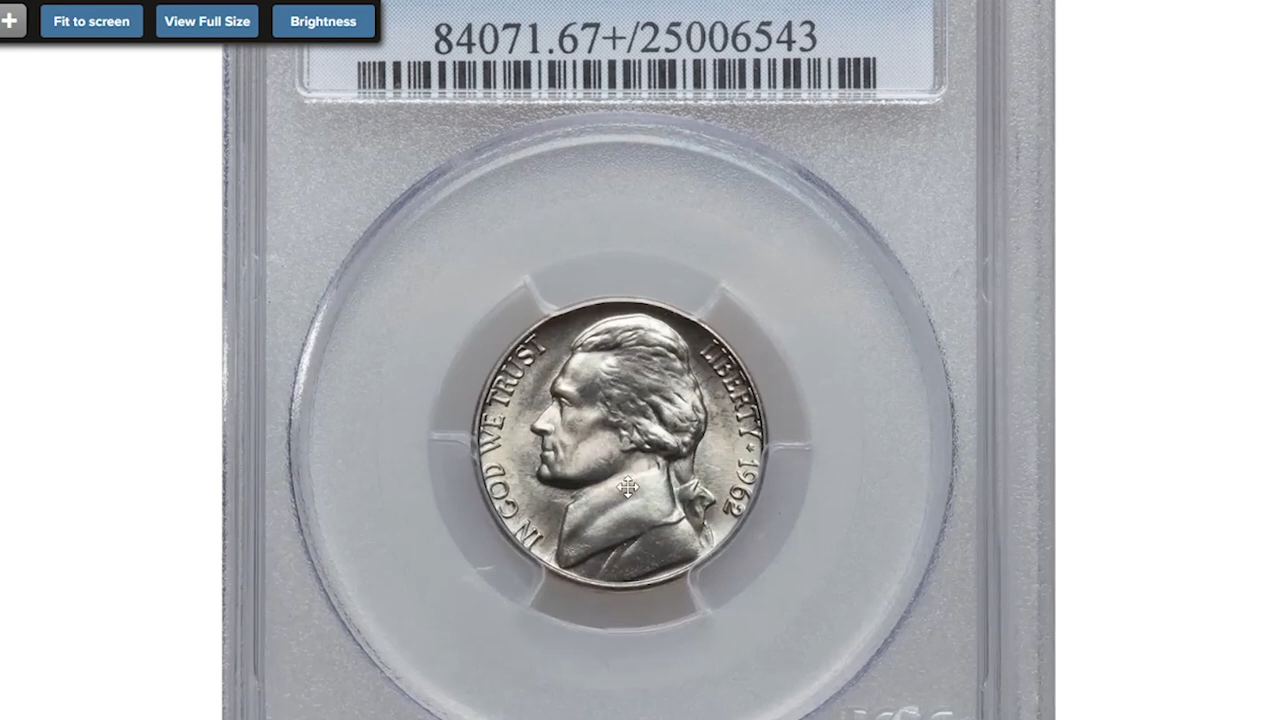 Fit to screen
View Full Size
Brightness
84071.67+/25006543
IN GOD WE TRUST
LIBERTY * 1962